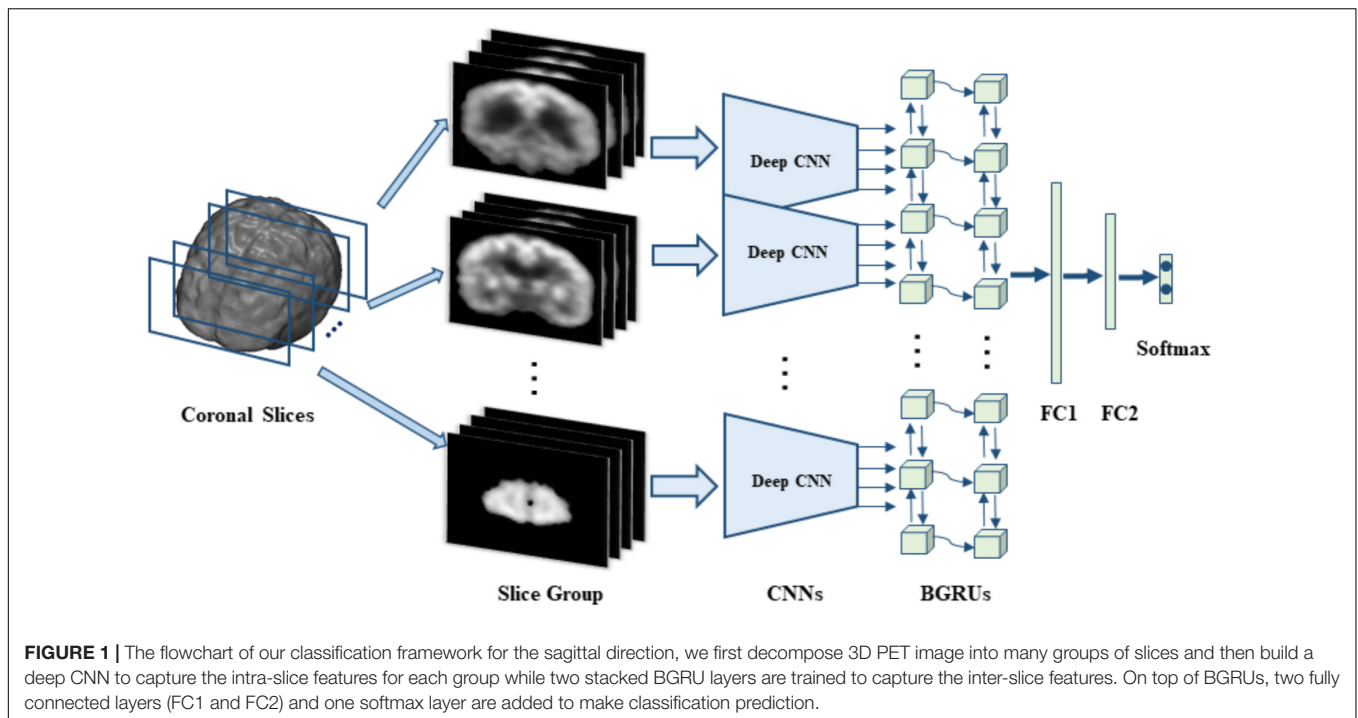 Deep CNN
Deep CNN
Softmax
Coronal Slices
FC1
FC2
Deep CNN
Slice Group
CNNs
BGRUs
FIGURE 1 | The flowchart of our classification framework for the sagittal direction, we first decompose 3D PET image into many groups of slices and then build a
deep CNN to capture the intra-slice features for each group while two stacked BGRU layers are trained to capture the inter-slice features. On top of BGRUs, two fully
connected layers (FC1 and FC2) and one softmax layer are added to make classification prediction.